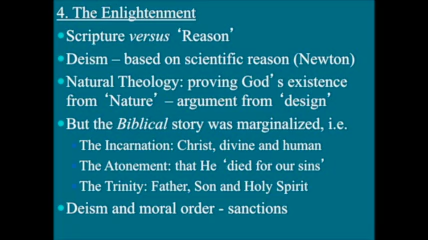 4. The Enlightenment
Scripture versus ‘Reason’
Deism – based on scientific reason (Newton)
Natural Theology: proving God’s existence
from ‘Nature’ – argument from ‘design’
But the Biblical story was marginalized, i.e.
The Incarnation: Christ, divine and human
The Atonement: that He ‘died for our sins’
The Trinity: Father, Son and Holy Spirit
Deism and moral order - sanctions